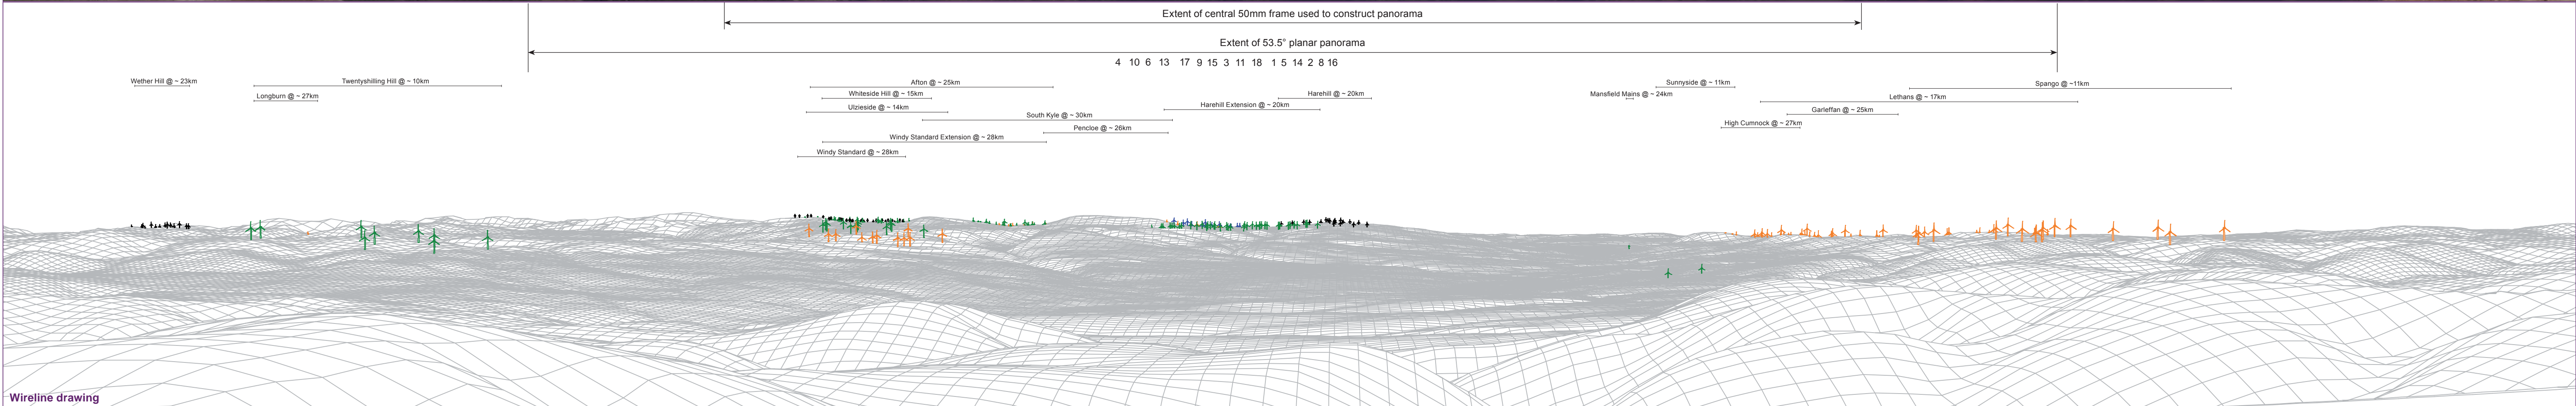 Extent of central 50mm frame used to construct panorama
Extent of 53.5° planar panorama
4 10 6 13 17 9 15 3 11 18 1 5 14 2 8 16
Wether Hill @ ~ 23km
Twentyshilling Hill @ ~ 10km
Longburn @ ~ 27km
Afton @ ~ 25km
Whiteside Hill @ ~ 15km
Ulzieside @ ~ 14km
South Kyle @ ~ 30km
Pencloe @ ~ 26km
Windy Standard Extension @ ~ 28km
Windy Standard @ ~ 28km
Harehill @ ~ 20km
Harehill Extension @ ~ 20km
Sunnyside @ ~ 11km
Mansfield Mains @ ~ 24km
Spango @ ~11km
Lethans @ ~ 17km
Garleffan @ ~ 25km
High Cumnock @ ~ 27km
Wireline drawing